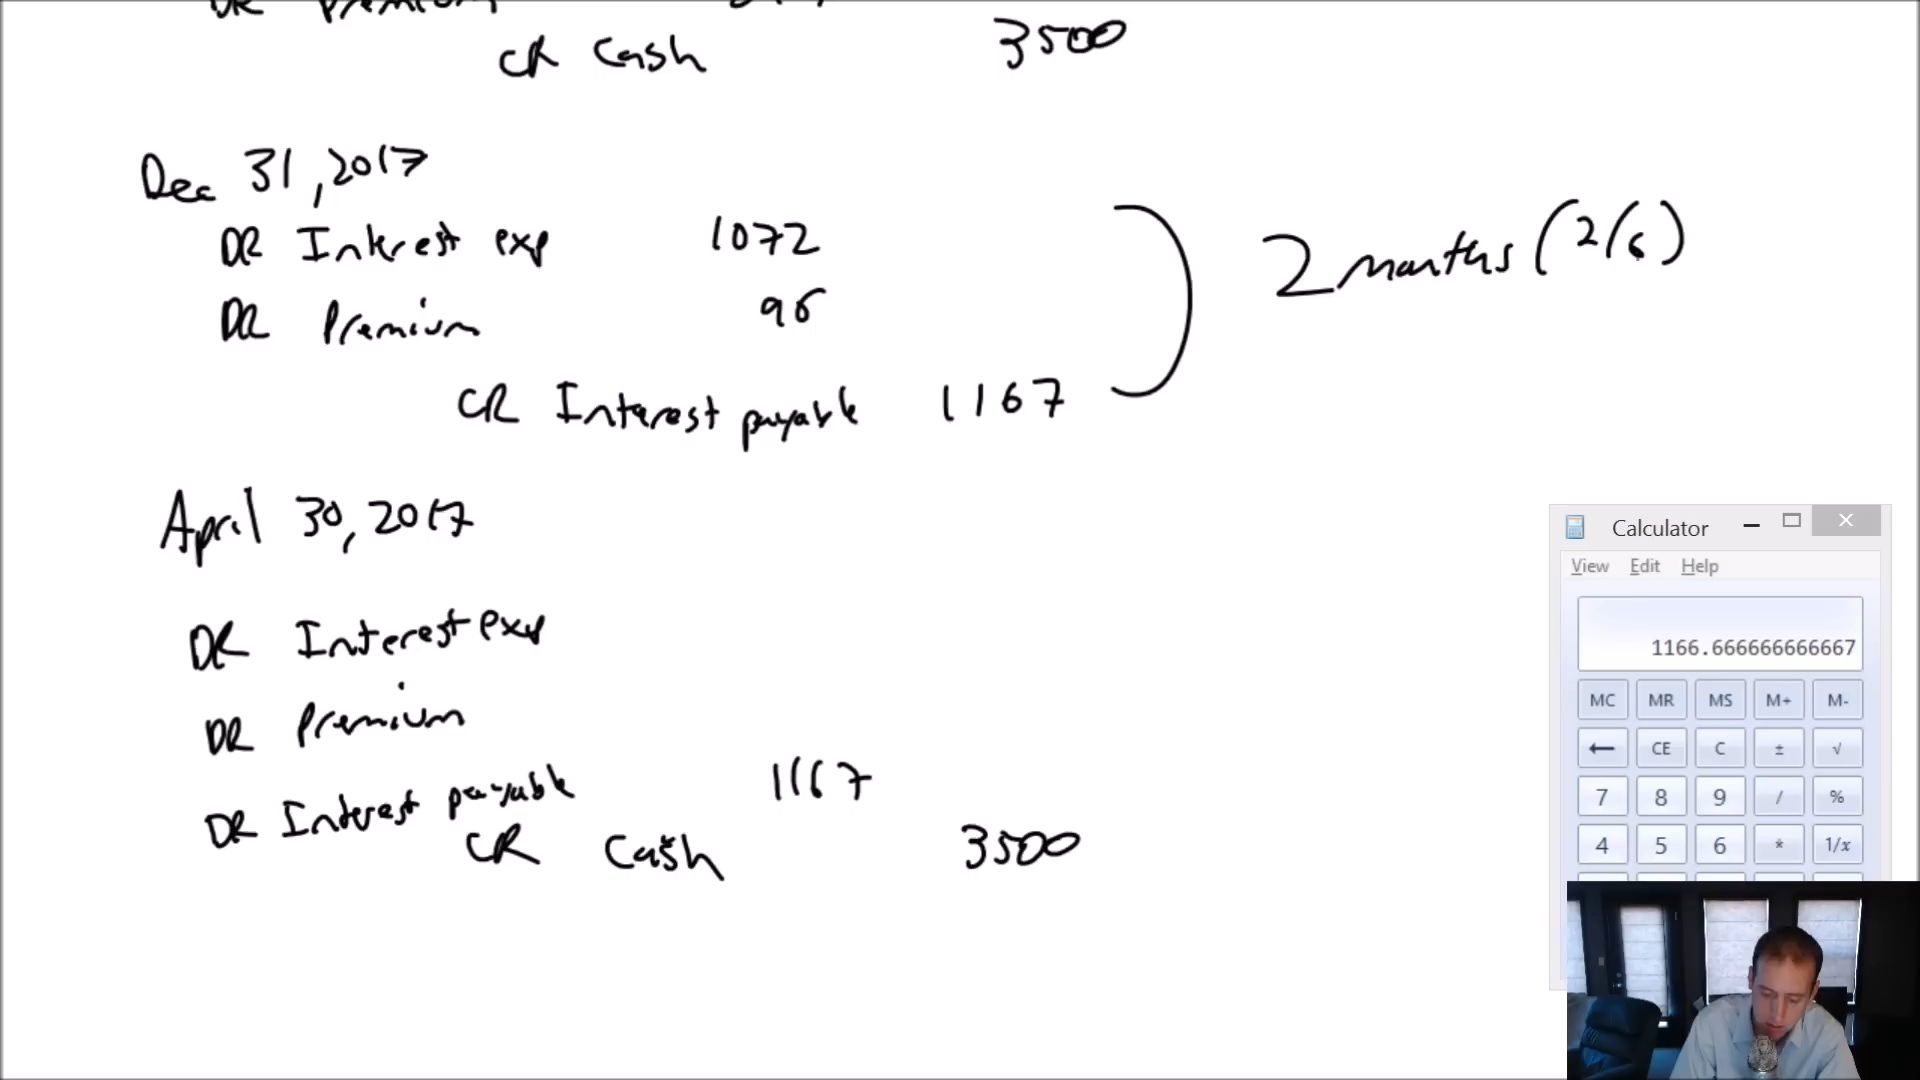 DR Premium
CR Cash 3500
Dec 31, 2017
DR Interest exp 1072
DR Premium 96
CR Interest payable 1167
2 months (2/6)
April 30, 2017
DR Interest exp
DR Premium
DR Interest payable 1167
CR Cash 3500
Calculator
View Edit Help
1166.666666666667
MC MR MS M+ M-
← CE C ± √
7 8 9 / %
4 5 6 * 1/x